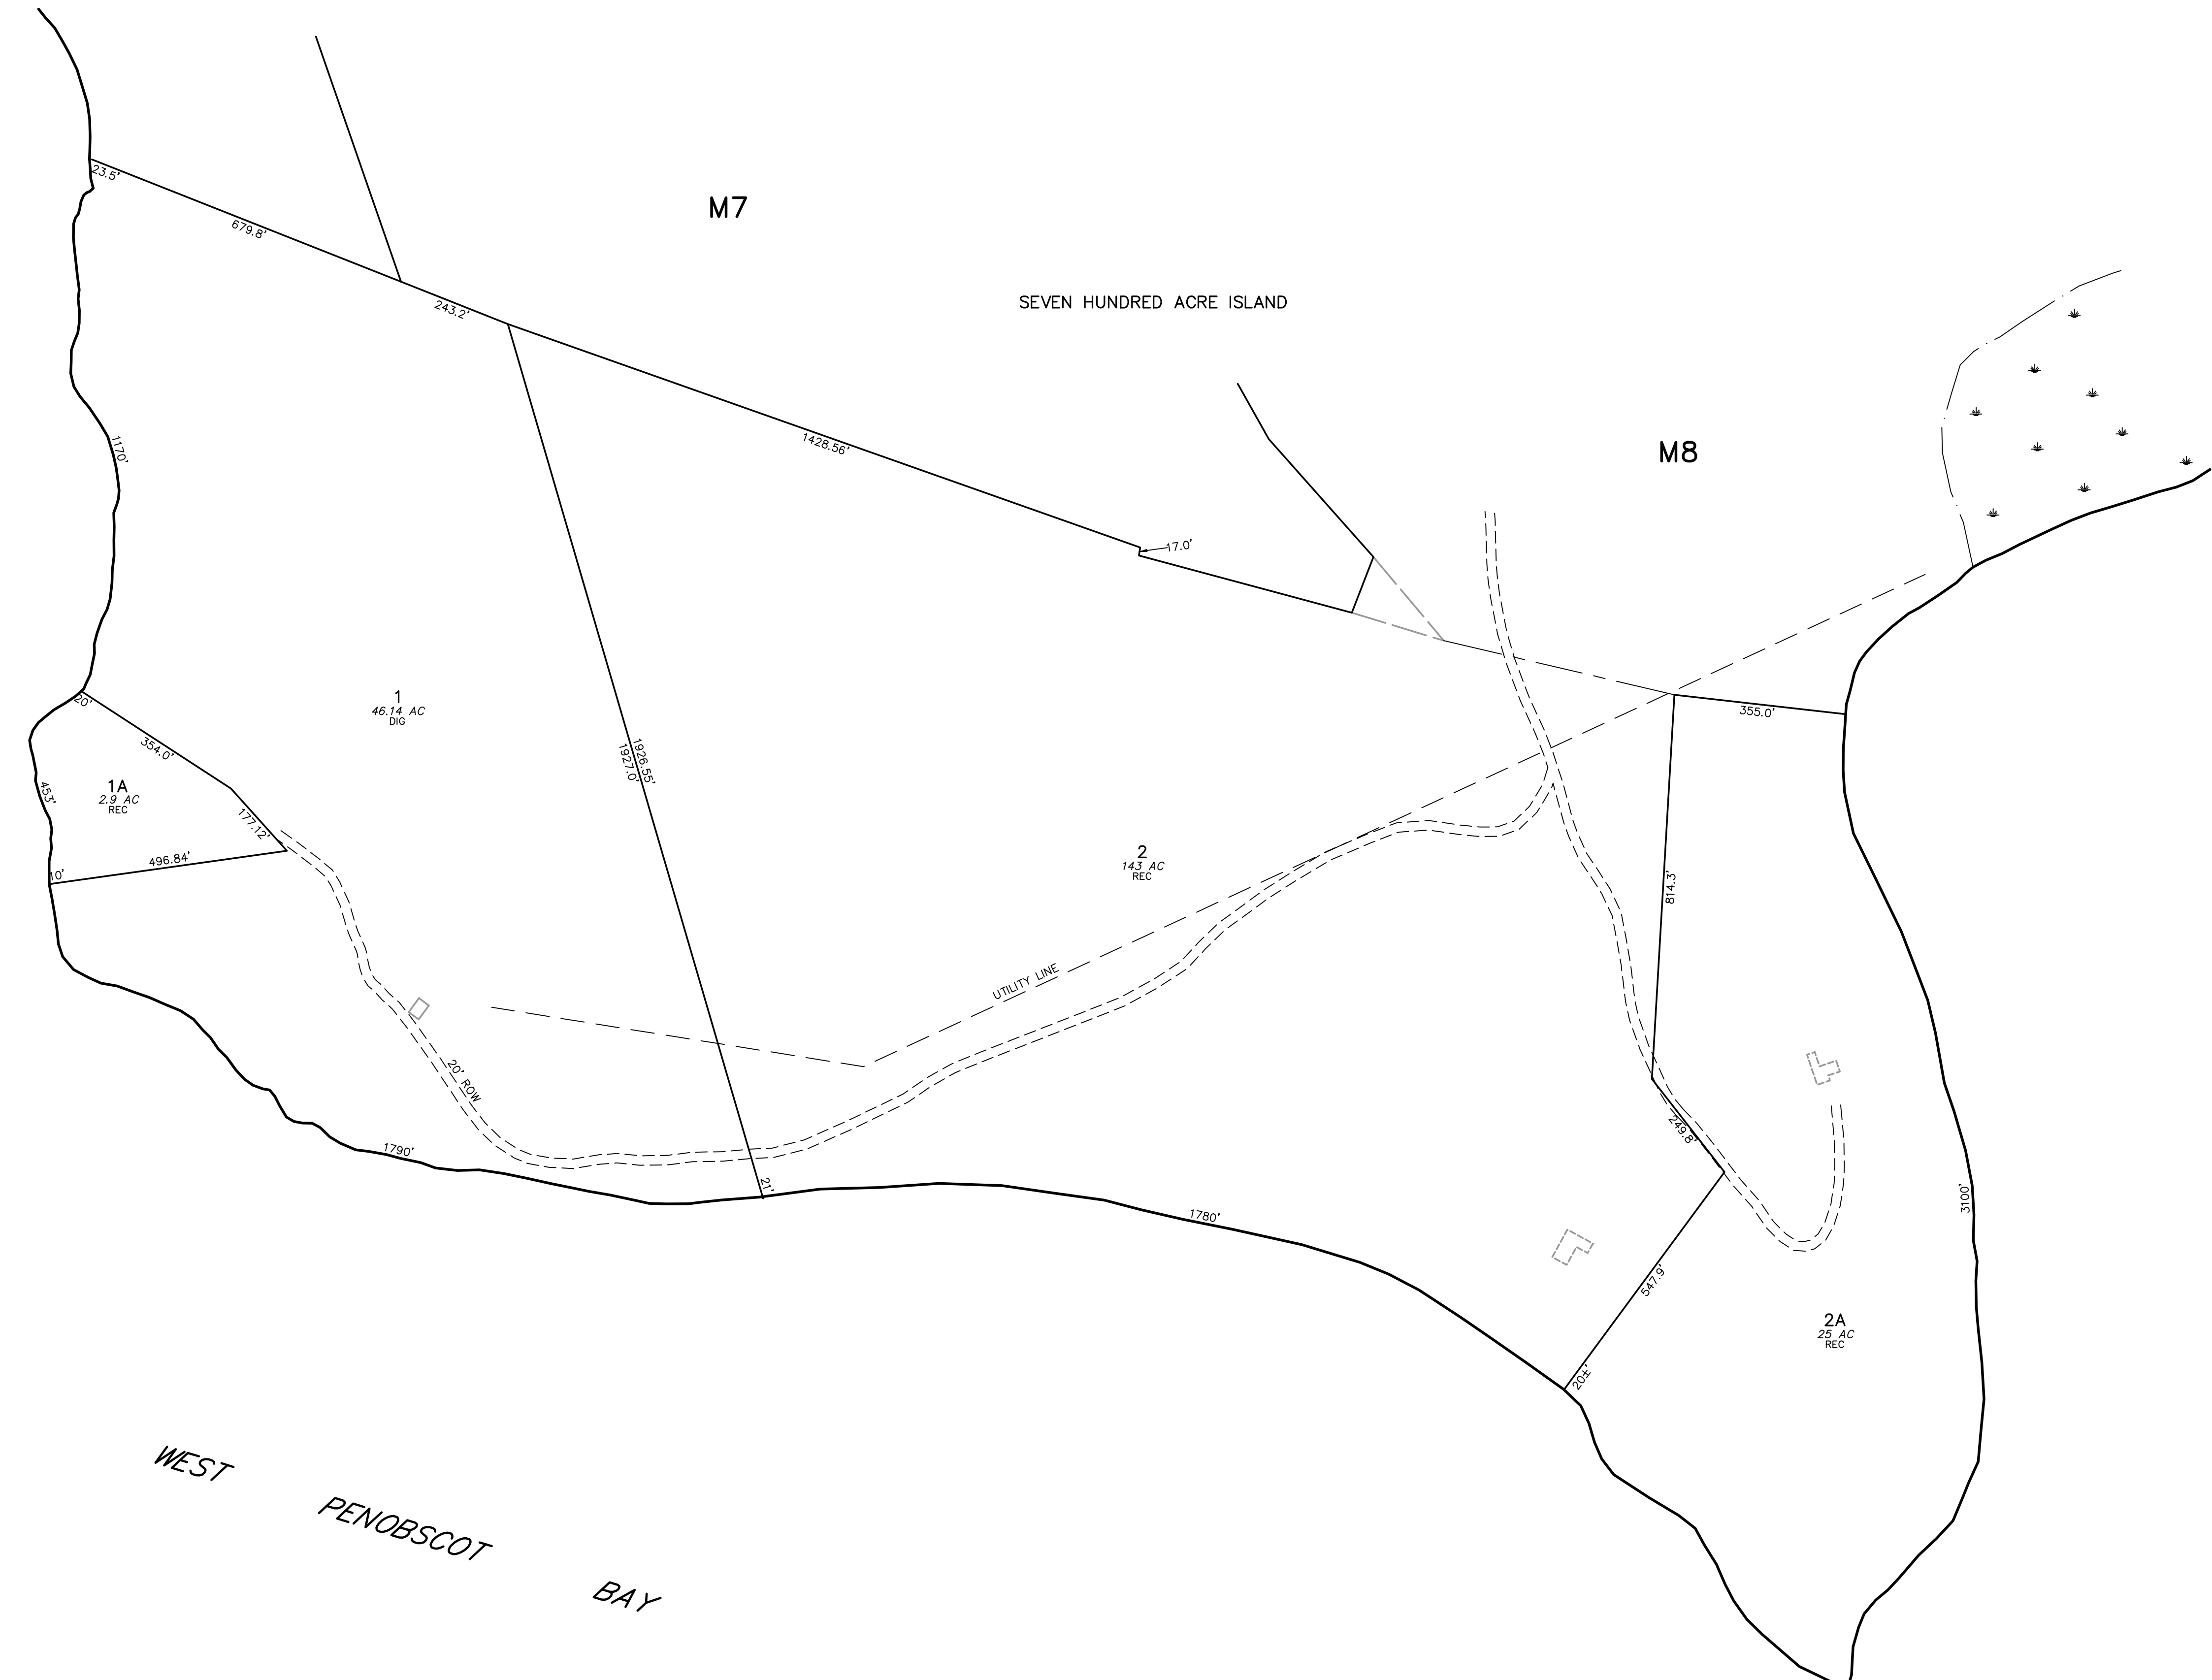 23.5'
M7
679.8'
243.2'
SEVEN HUNDRED ACRE ISLAND
1170'
1428.56'
M8
17.0'
20'
1
46.14 AC
DIG
354.0'
355.0'
1926.55'
1927.0'
453'
1A
2.9 AC
REC
177.12'
496.84'
10'
2
143 AC
REC
814.3'
UTILITY LINE
20' ROW
249.8'
1790'
21'
1780'
3100'
547.9'
2A
25 AC
REC
20±'
WEST
PENOBSCOT
BAY